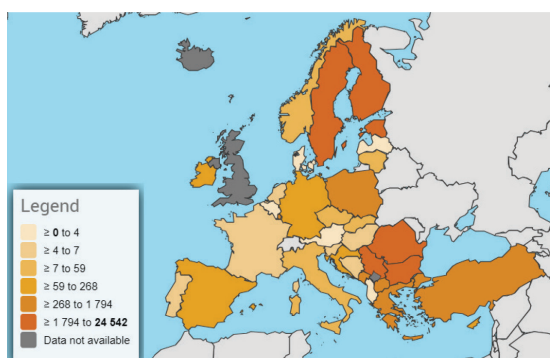 Legend
≥ 0 to 4
≥ 4 to 7
≥ 7 to 59
≥ 59 to 268
≥ 268 to 1 794
≥ 1 794 to 24 542
Data not available